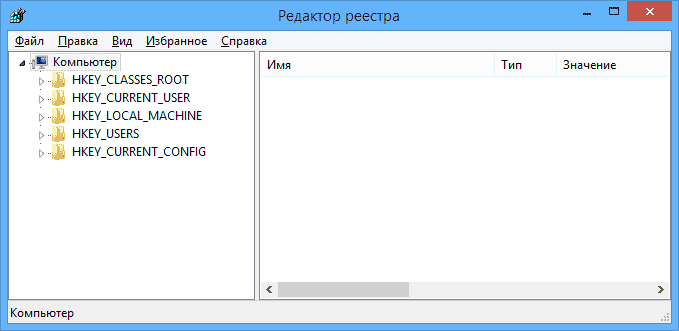 Редактор реестра
Файл Правка Вид Избранное Справка
Компьютер
HKEY_CLASSES_ROOT
HKEY_CURRENT_USER
HKEY_LOCAL_MACHINE
HKEY_USERS
HKEY_CURRENT_CONFIG
Имя Тип Значение
Компьютер